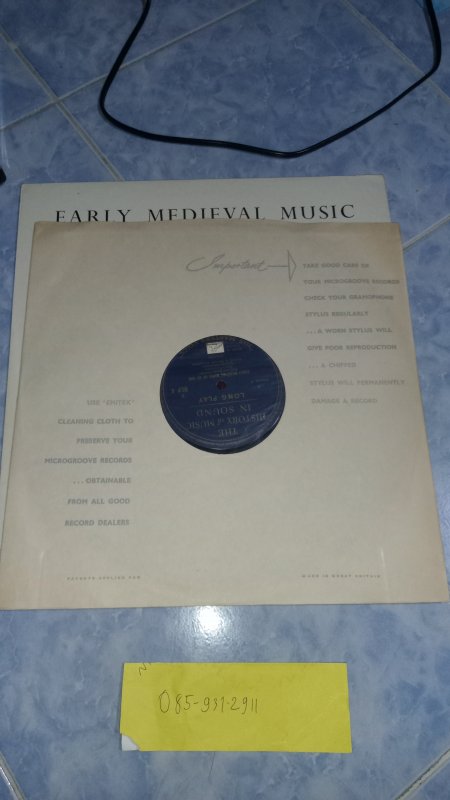 EARLY MEDIEVAL MUSIC
Important
TAKE GOOD CARE OF
YOUR MICROGROOVE RECORDS
CHECK YOUR GRAMOPHONE
STYLUS REGULARLY
...A WORN STYLUS WILL
GIVE POOR REPRODUCTION
...A CHIPPED
STYLUS WILL PERMANENTLY
DAMAGE A RECORD
THE
HISTORY of MUSIC
IN SOUND
LONG PLAY
USE "EMITEX"
CLEANING CLOTH TO
PRESERVE YOUR
MICROGROOVE RECORDS
...OBTAINABLE
FROM ALL GOOD
RECORD DEALERS
PATENTS APPLIED FOR
MADE IN GREAT BRITAIN
085-931-2911